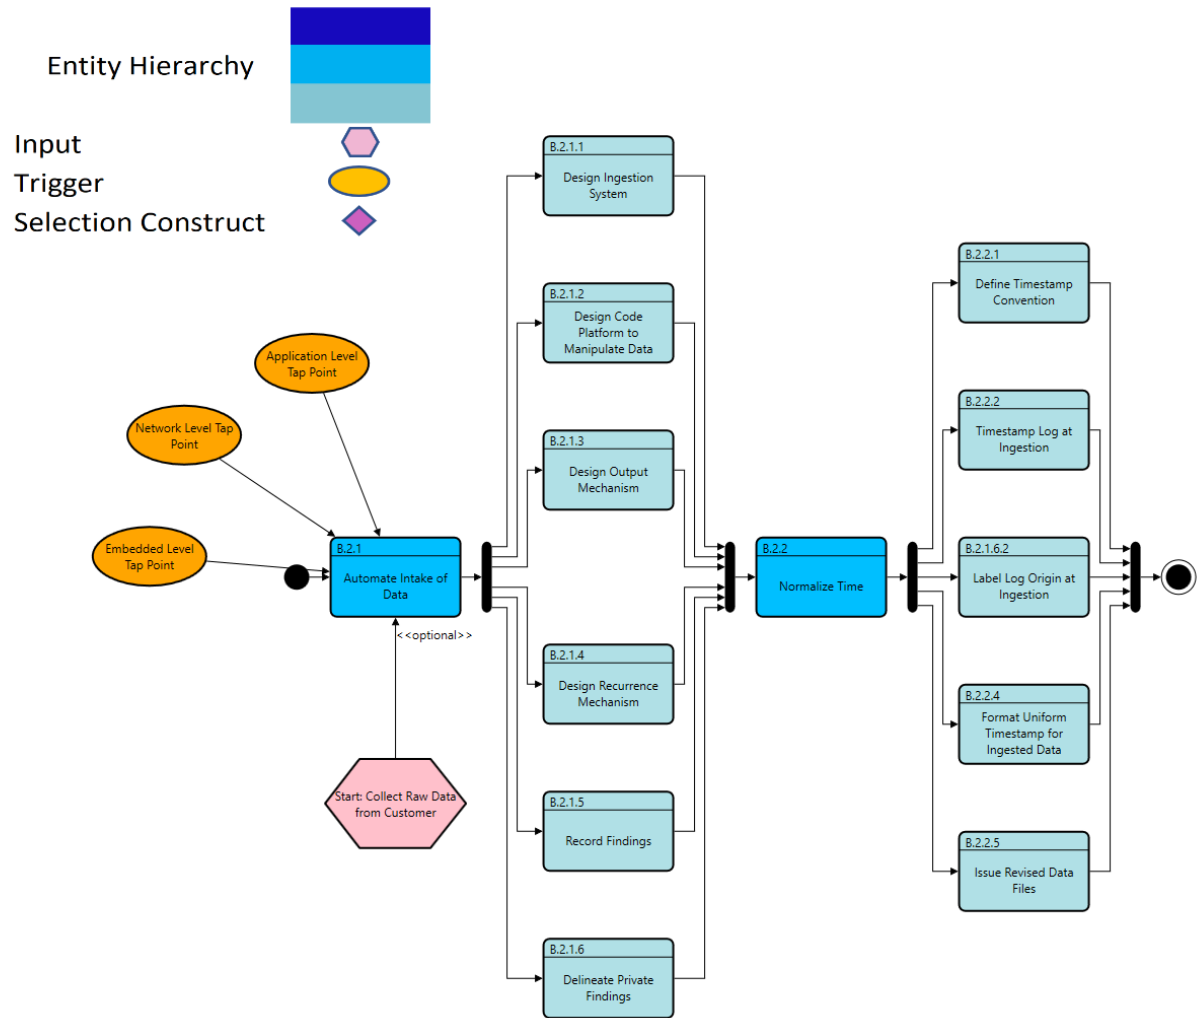 Entity Hierarchy
Input
Trigger
Selection Construct
Application Level
Tap Point
Network Level Tap
Point
Embedded Level
Tap Point
B.2.1
Automate Intake of
Data
<<optional>>
Start: Collect Raw Data
from Customer
B.2.1.1
Design Ingestion
System
B.2.1.2
Design Code
Platform to
Manipulate Data
B.2.1.3
Design Output
Mechanism
B.2.1.4
Design Recurrence
Mechanism
B.2.1.5
Record Findings
B.2.1.6
Delineate Private
Findings
B.2.2
Normalize Time
B.2.2.1
Define Timestamp
Convention
B.2.2.2
Timestamp Log at
Ingestion
B.2.1.6.2
Label Log Origin at
Ingestion
B.2.2.4
Format Uniform
Timestamp for
Ingested Data
B.2.2.5
Issue Revised Data
Files